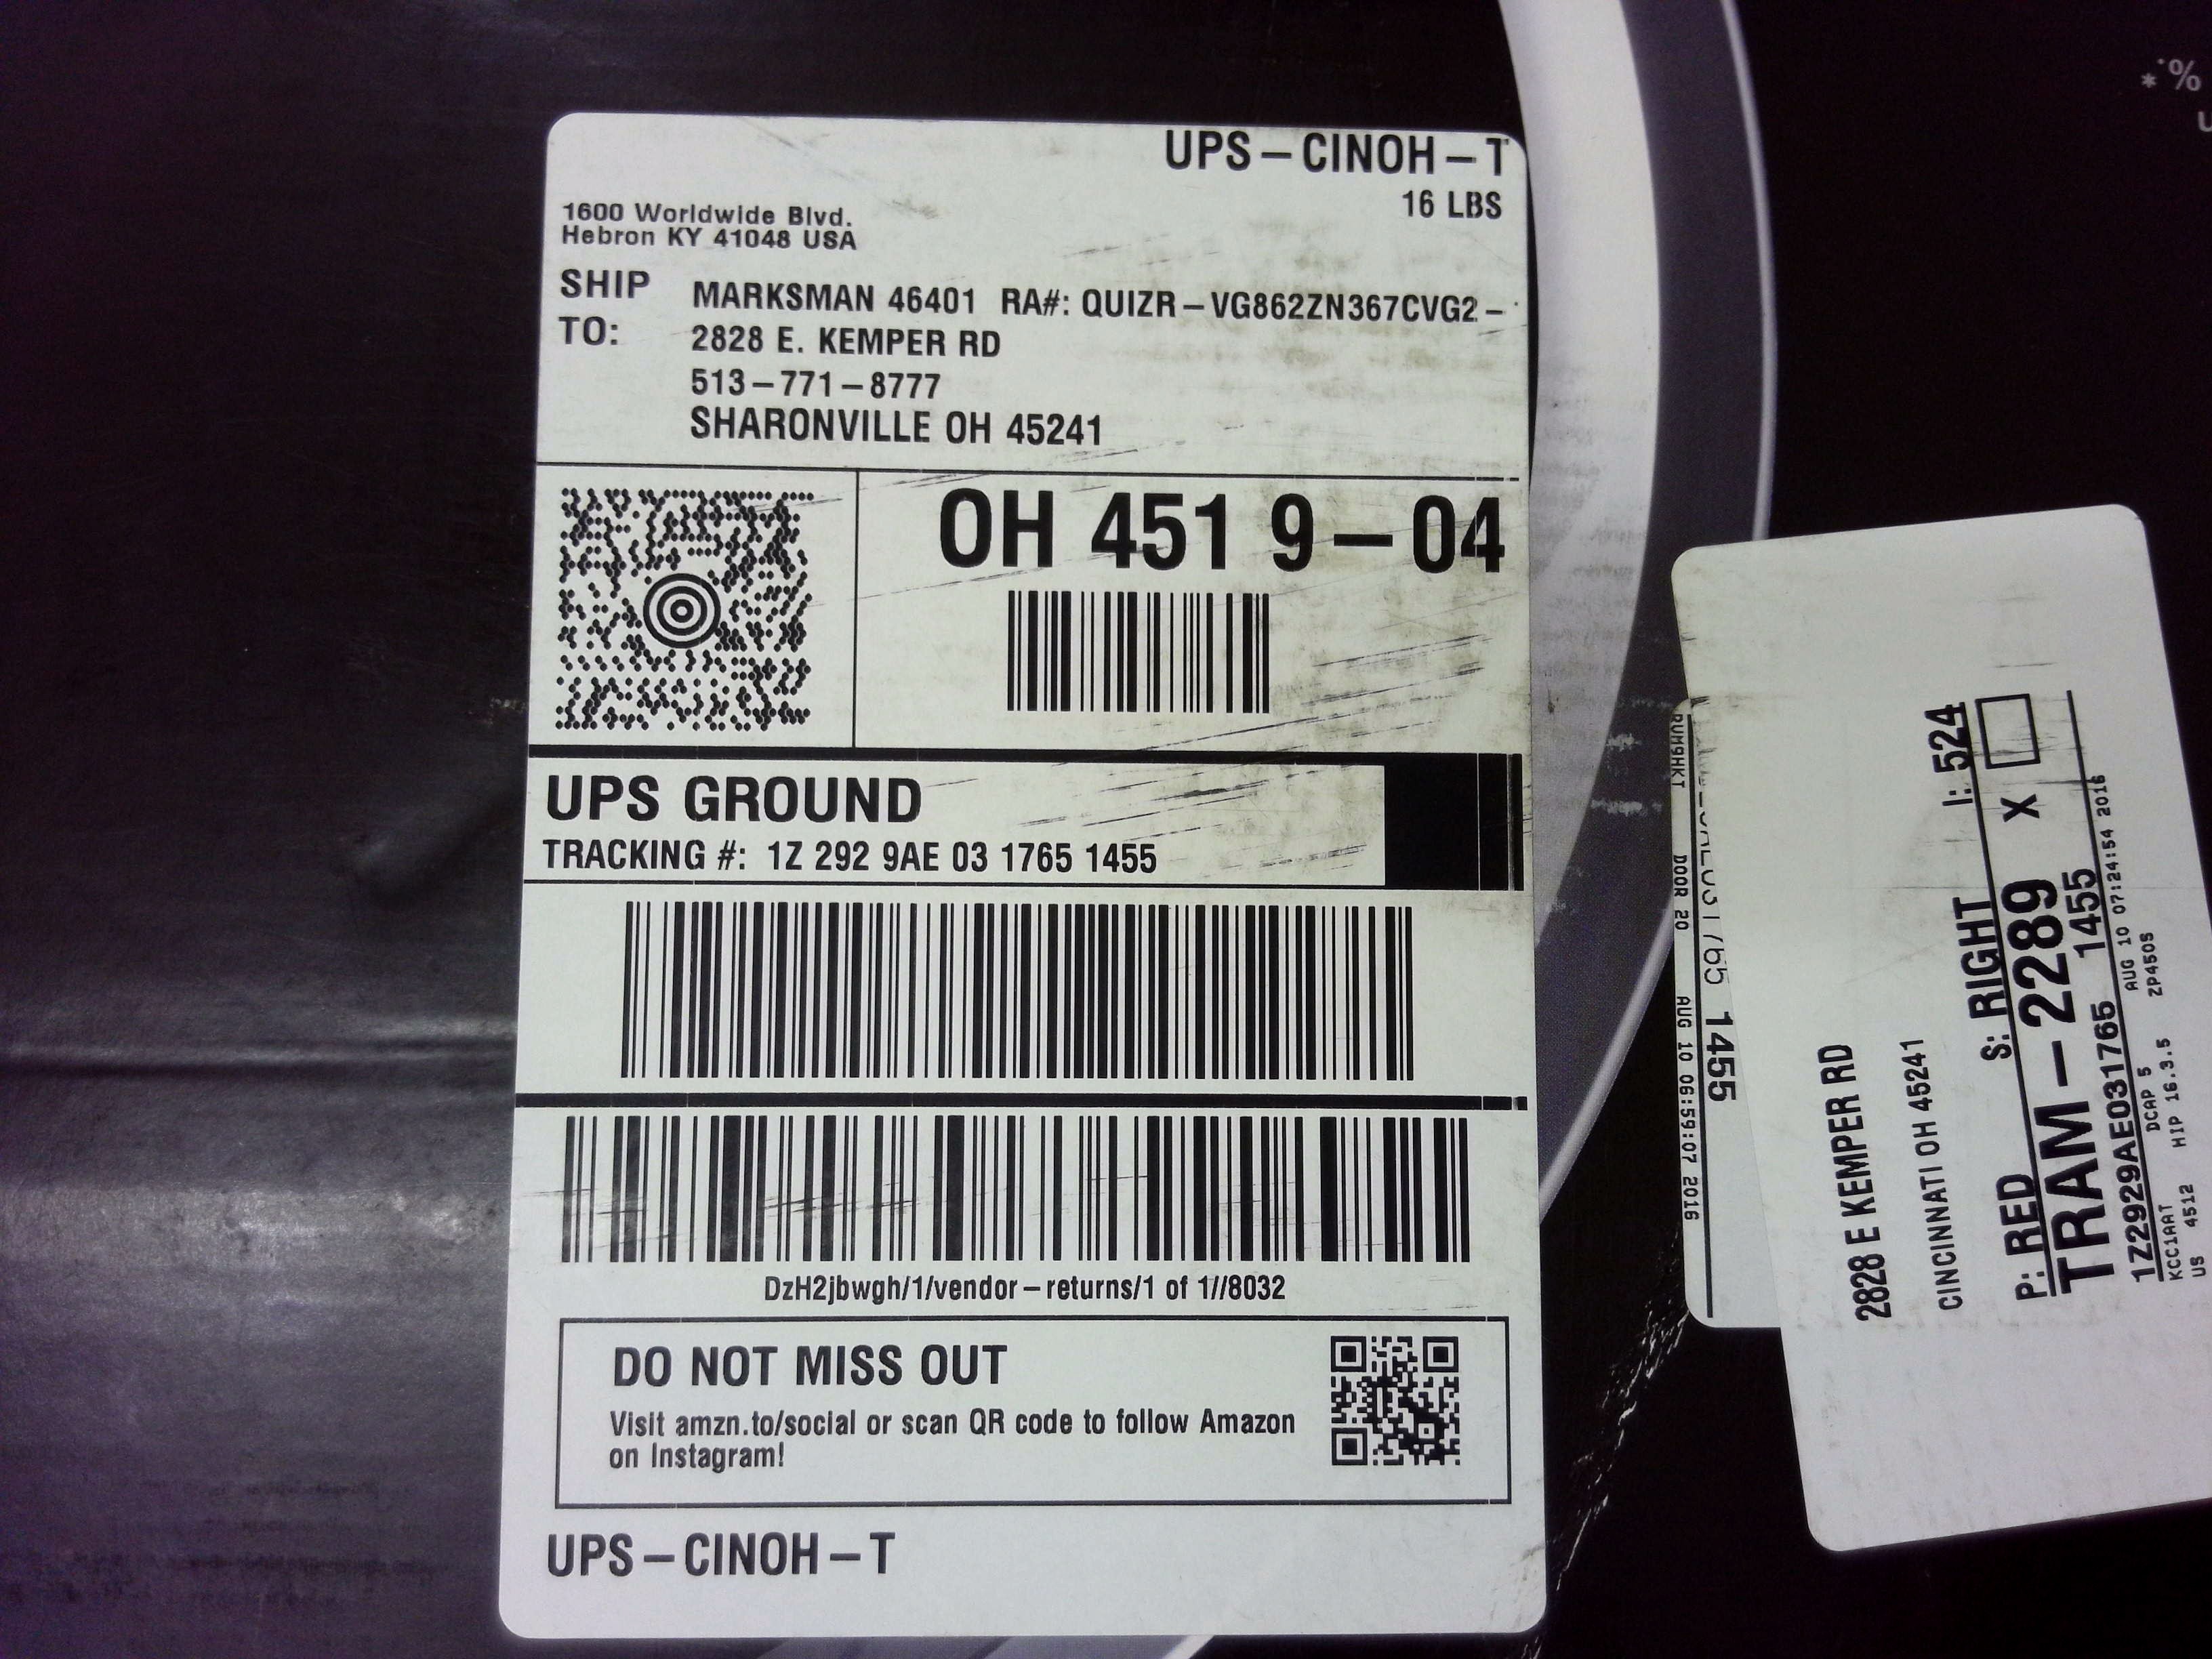 UPS – CINOH – T
16 LBS
1600 Worldwide Blvd.
Hebron KY 41048 USA
SHIP TO:
MARKSMAN 46401 RA#: QUIZR – VG862ZN367CVG2 –
2828 E. KEMPER RD
513 – 771 – 8777
SHARONVILLE OH 45241
OH 451 9 – 04
UPS GROUND
TRACKING #: 1Z 292 9AE 03 1765 1455
DzH2jbwgh/1/vendor – returns/1 of 1//8032
DO NOT MISS OUT
Visit amzn.to/social or scan QR code to follow Amazon
on Instagram!
UPS – CINOH – T
DOOR 20 AUG 10 06:59:07 2016
1455
2828 E KEMPER RD
CINCINNATI OH 45241
P: RED S: RIGHT I: 524
TRAM – 2289 X
1Z2929AE031765 1455
DCAP 5 AUG 10 07:24:54 2016
KCC1AAT HIP 16.3.5 ZP450S
US 4512